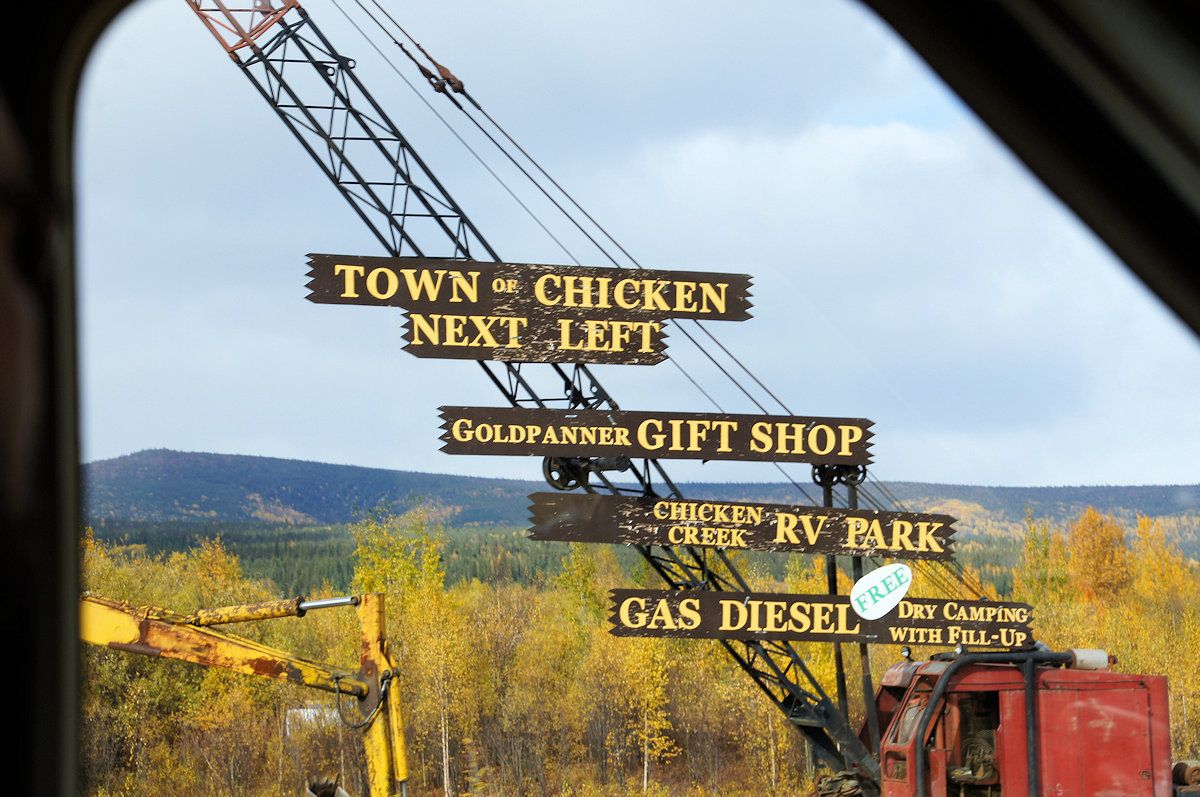 TOWN OF CHICKEN
NEXT LEFT
GOLDPANNER GIFT SHOP
CHICKEN CREEK RV PARK
GAS DIESEL FREE DRY CAMPING
WITH FILL-UP